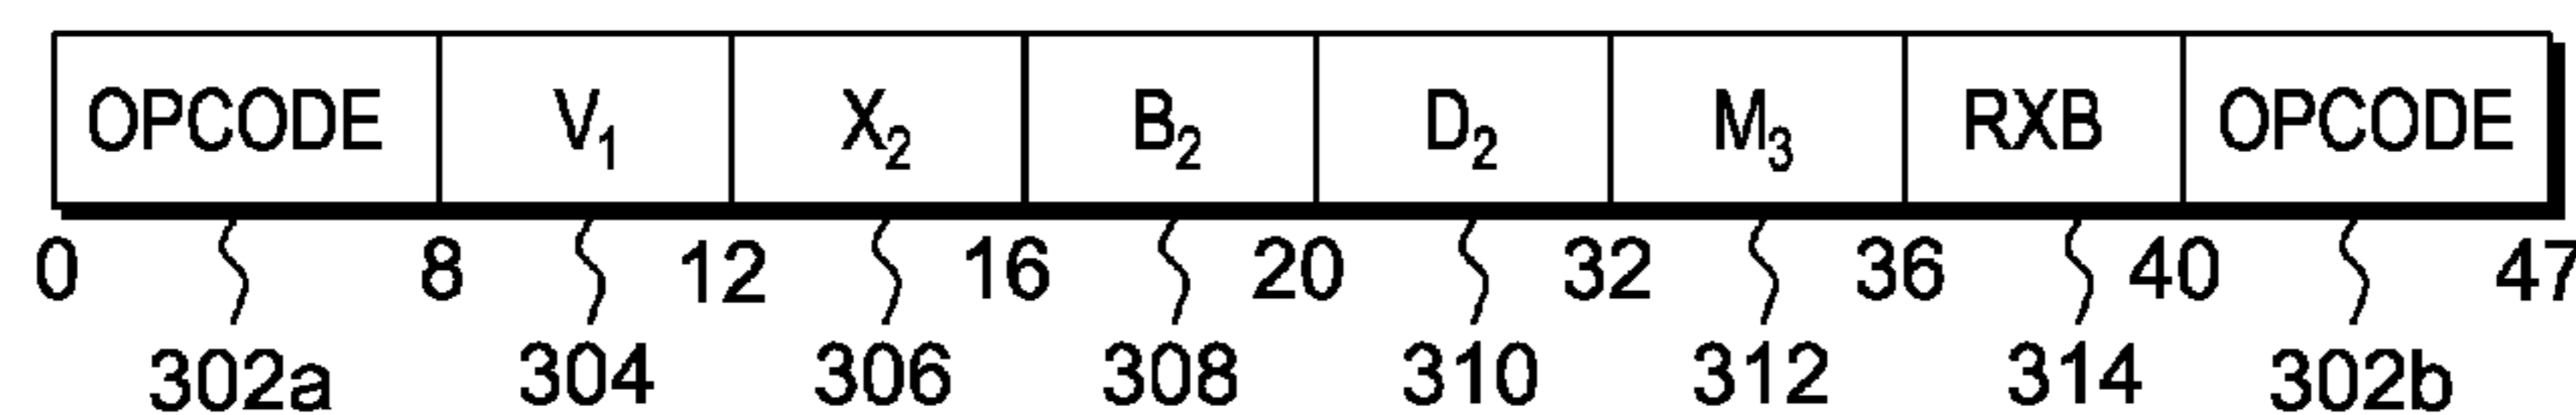 OPCODE V₁ X₂ B₂ D₂ M₃ RXB OPCODE
0 8 12 16 20 32 36 40 47
302a 304 306 308 310 312 314 302b